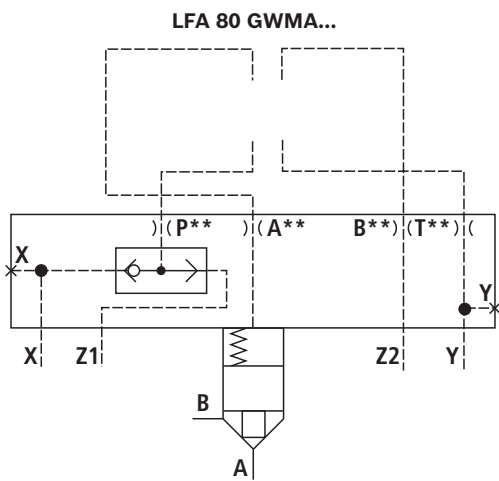 LFA 80 GWMA...
P** A** B** T**
X Y
X Z1 Z2 Y
B
A